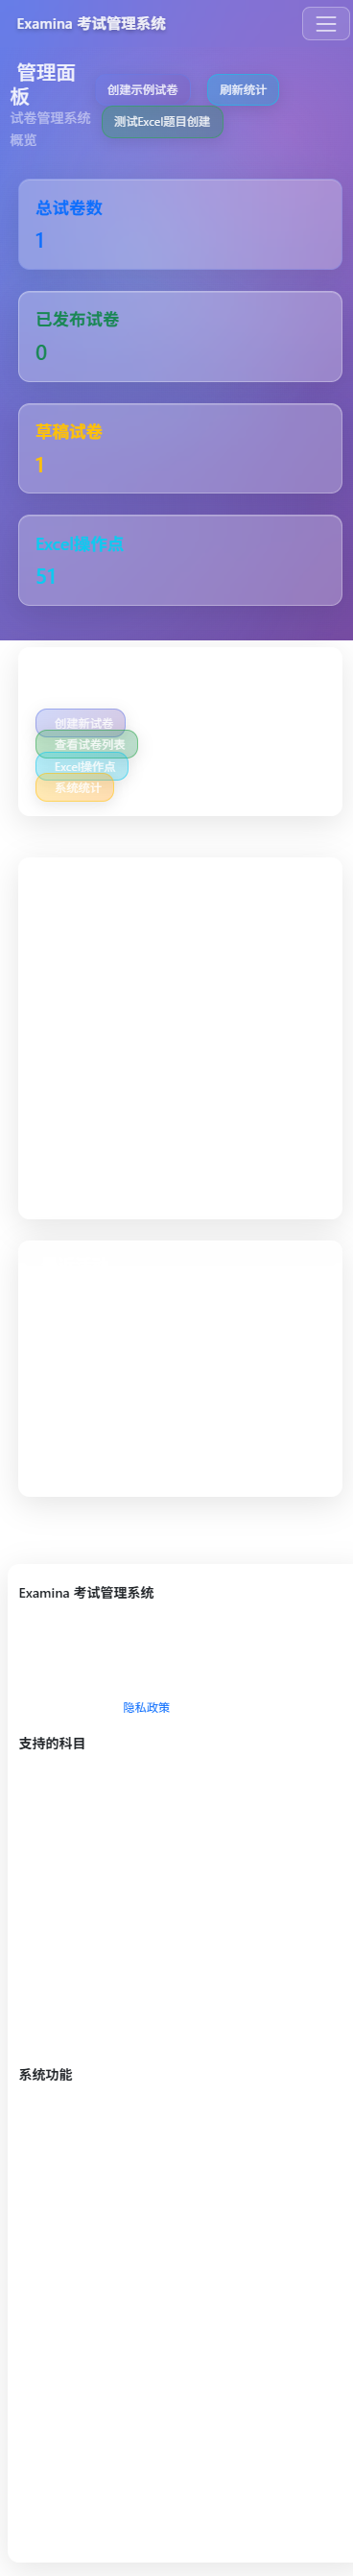 Examina 考试管理系统
管理面
板
试卷管理系统
概览
创建示例试卷
刷新统计
测试Excel题目创建
总试卷数
1
已发布试卷
0
草稿试卷
1
Excel操作点
51
创建新试卷
查看试卷列表
Excel操作点
系统统计
Examina 考试管理系统
隐私政策
支持的科目
系统功能